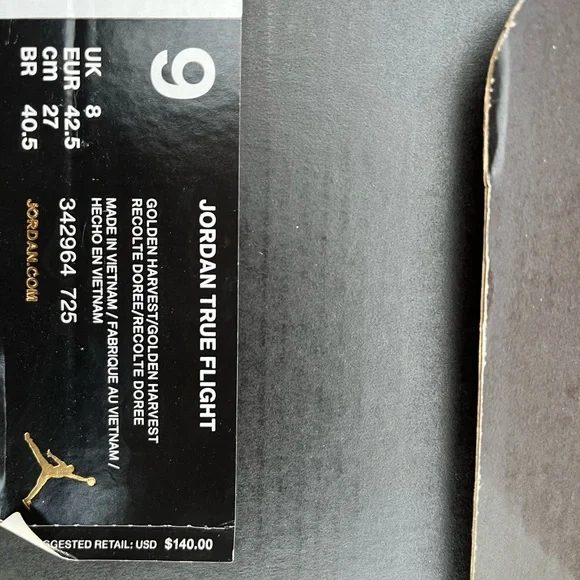 9
UK 8
EUR 42.5
cm 27
BR 40.5
JORDAN TRUE FLIGHT
GOLDEN HARVEST/GOLDEN HARVEST
RECOLTE DOREE/RECOLTE DOREE
MADE IN VIETNAM / FABRIQUE AU VIETNAM /
HECHO EN VIETNAM
342964 725
JORDAN.COM
GGESTED RETAIL: USD $140.00